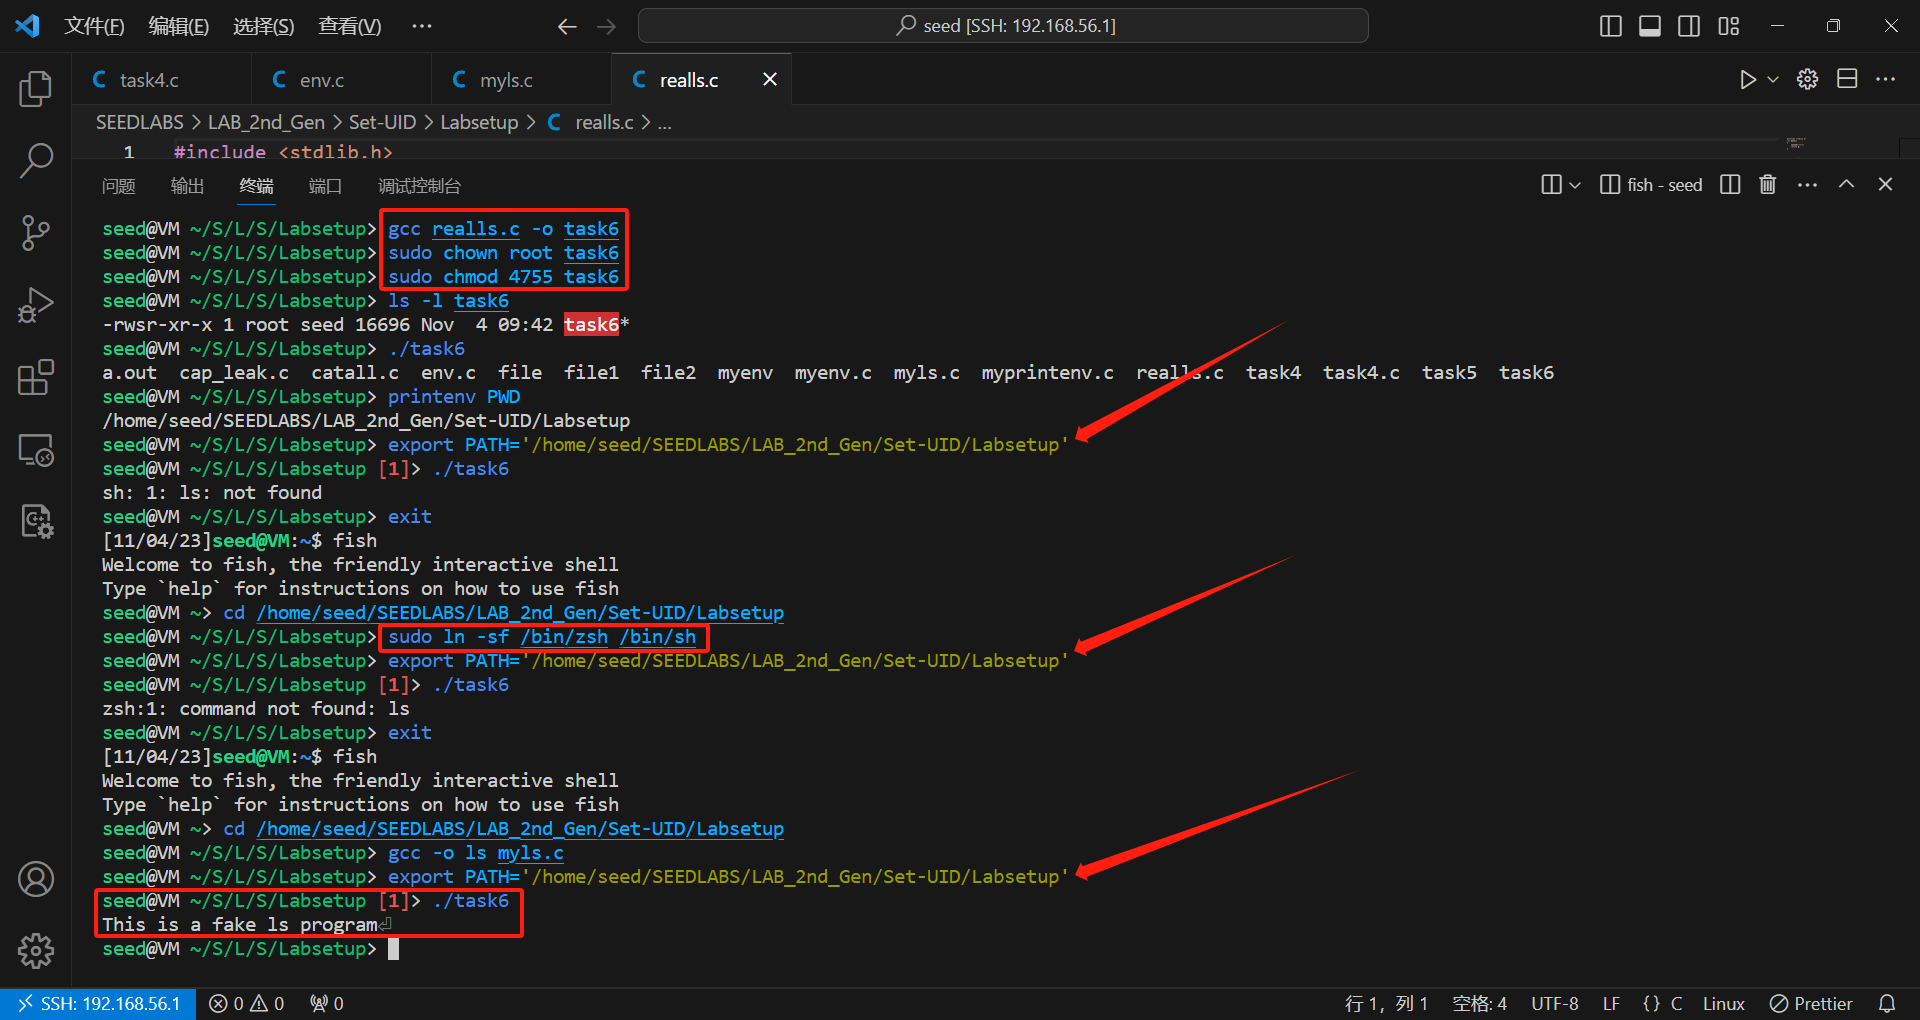 文件(F) 编辑(E) 选择(S) 查看(V) ··· seed [SSH: 192.168.56.1]
C task4.c C env.c C myls.c C realls.c
SEEDLABS > LAB_2nd_Gen > Set-UID > Labsetup > C realls.c > ...
1 #include <stdlib.h>
问题 输出 终端 端口 调试控制台 fish - seed
seed@VM ~/S/L/S/Labsetup> gcc realls.c -o task6
seed@VM ~/S/L/S/Labsetup> sudo chown root task6
seed@VM ~/S/L/S/Labsetup> sudo chmod 4755 task6
seed@VM ~/S/L/S/Labsetup> ls -l task6
-rwsr-xr-x 1 root seed 16696 Nov  4 09:42 task6*
seed@VM ~/S/L/S/Labsetup> ./task6
a.out  cap_leak.c  catall.c  env.c  file  file1  file2  myenv  myenv.c  myls.c  myprintenv.c  realls.c  task4  task4.c  task5  task6
seed@VM ~/S/L/S/Labsetup> printenv PWD
/home/seed/SEEDLABS/LAB_2nd_Gen/Set-UID/Labsetup
seed@VM ~/S/L/S/Labsetup> export PATH='/home/seed/SEEDLABS/LAB_2nd_Gen/Set-UID/Labsetup'
seed@VM ~/S/L/S/Labsetup [1]> ./task6
sh: 1: ls: not found
seed@VM ~/S/L/S/Labsetup> exit
[11/04/23]seed@VM:~$ fish
Welcome to fish, the friendly interactive shell
Type `help` for instructions on how to use fish
seed@VM ~> cd /home/seed/SEEDLABS/LAB_2nd_Gen/Set-UID/Labsetup
seed@VM ~/S/L/S/Labsetup> sudo ln -sf /bin/zsh /bin/sh
seed@VM ~/S/L/S/Labsetup> export PATH='/home/seed/SEEDLABS/LAB_2nd_Gen/Set-UID/Labsetup'
seed@VM ~/S/L/S/Labsetup [1]> ./task6
zsh:1: command not found: ls
seed@VM ~/S/L/S/Labsetup> exit
[11/04/23]seed@VM:~$ fish
Welcome to fish, the friendly interactive shell
Type `help` for instructions on how to use fish
seed@VM ~> cd /home/seed/SEEDLABS/LAB_2nd_Gen/Set-UID/Labsetup
seed@VM ~/S/L/S/Labsetup> gcc -o ls myls.c
seed@VM ~/S/L/S/Labsetup> export PATH='/home/seed/SEEDLABS/LAB_2nd_Gen/Set-UID/Labsetup'
seed@VM ~/S/L/S/Labsetup [1]> ./task6
This is a fake ls program⏎
seed@VM ~/S/L/S/Labsetup>
SSH: 192.168.56.1 0 0 0 行 1，列 1 空格: 4 UTF-8 LF {} C Linux Prettier